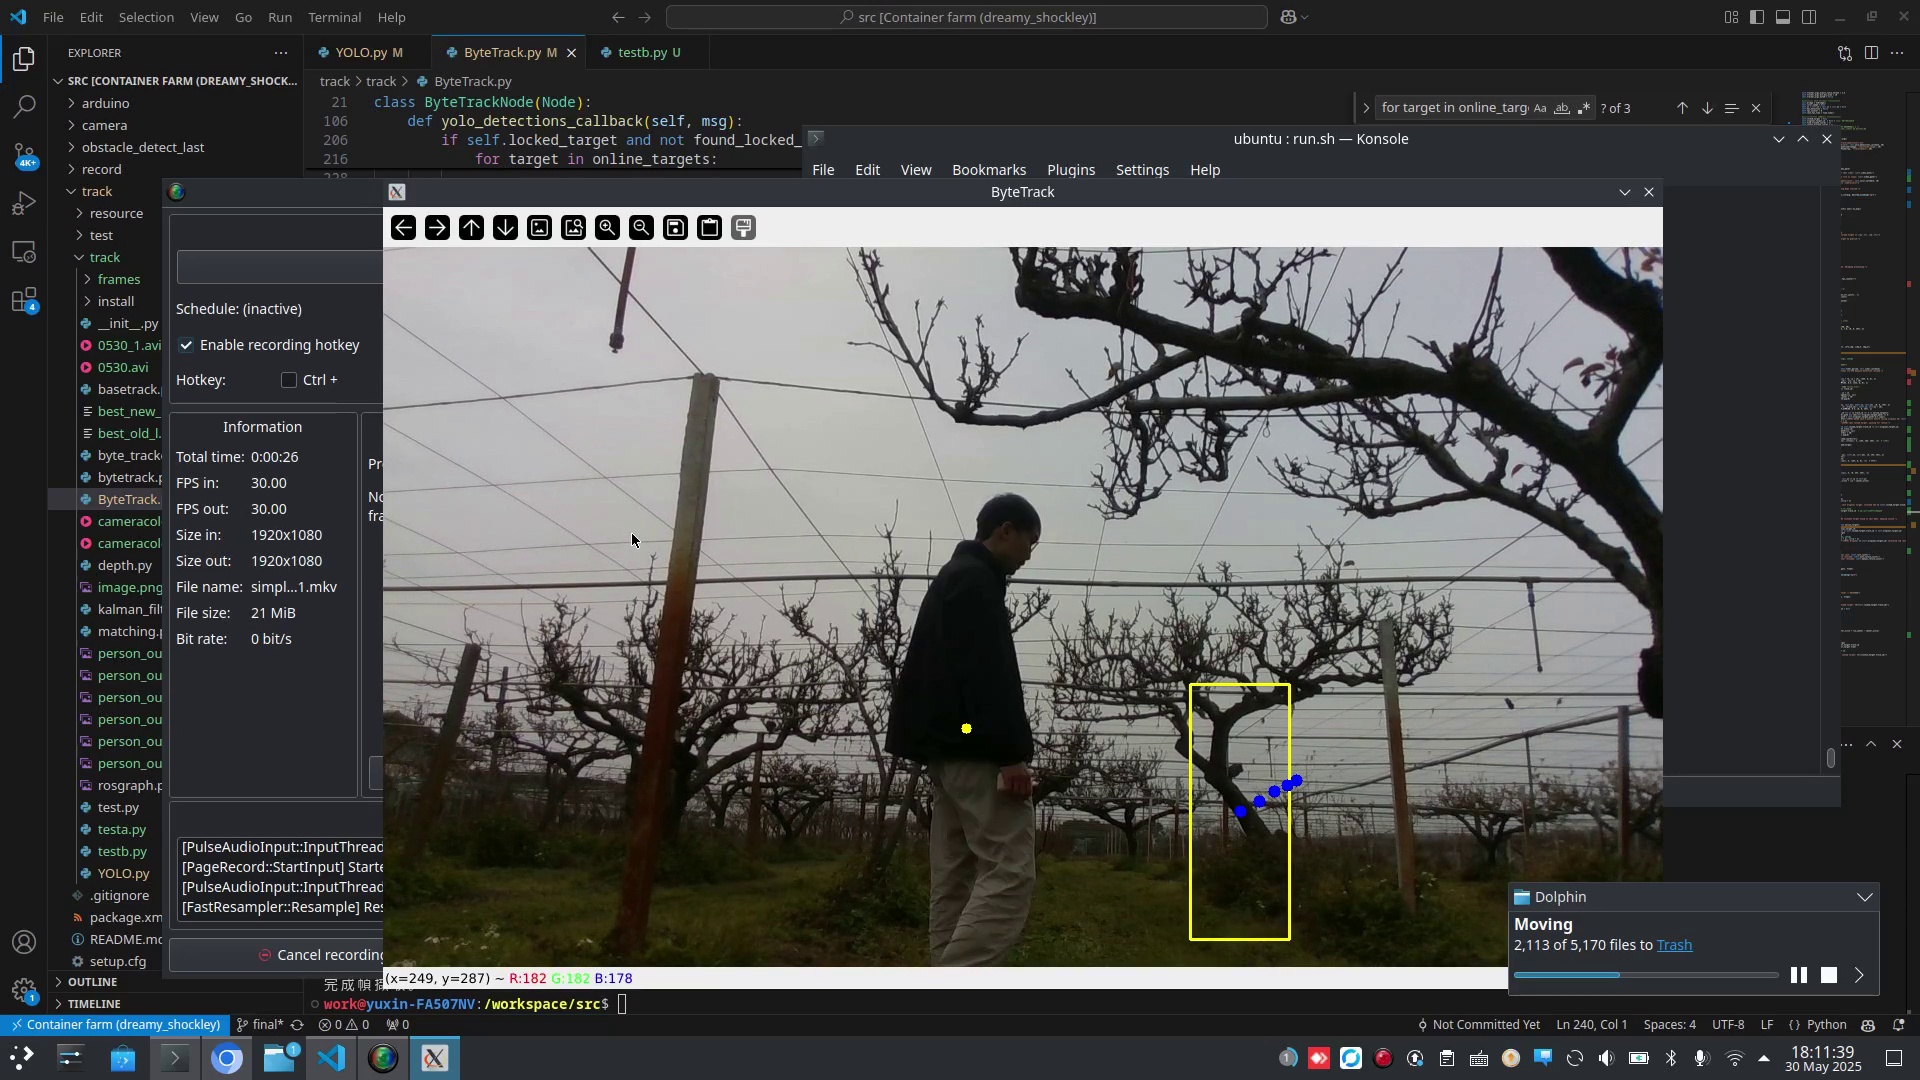 File Edit Selection View Go Run Terminal Help
src [Container farm (dreamy_shockley)]
EXPLORER
YOLO.py M
ByteTrack.py M
testb.py U
SRC [CONTAINER FARM (DREAMY_SHOCK...
track > track > ByteTrack.py
arduino
camera
obstacle_detect_last
record
track
resource
test
track
frames
install
__init__.py
0530_1.avi
0530.avi
basetrack.
best_new_
best_old_l.
byte_track
bytetrack.p
ByteTrack.
cameracol
cameracol
depth.py
image.png
kalman_filt
matching.p
person_ou
person_ou
person_ou
person_ou
person_ou
person_ou
rosgraph.p
test.py
testa.py
testb.py
YOLO.py
.gitignore
package.xm
README.md
setup.cfg
OUTLINE
TIMELINE
4K+
4
1
21 class ByteTrackNode(Node):
106 def yolo_detections_callback(self, msg):
206 if self.locked_target and not found_locked_
216 for target in online_targets:
for target in online_targ
Aa ab .*
? of 3
ubuntu : run.sh — Konsole
File Edit View Bookmarks Plugins Settings Help
ByteTrack
Schedule: (inactive)
Enable recording hotkey
Hotkey: Ctrl +
Information
Total time: 0:00:26
FPS in: 30.00
FPS out: 30.00
Size in: 1920x1080
Size out: 1920x1080
File name: simpl...1.mkv
File size: 21 MiB
Bit rate: 0 bit/s
Pr
No
fra
[PulseAudioInput::InputThread
[PageRecord::StartInput] Starte
[PulseAudioInput::InputThread
[FastResampler::Resample] Res
Cancel recording
(x=249, y=287) ~ R:182 G:182 B:178
work@yuxin-FA507NV:/workspace/src$
Dolphin
Moving
2,113 of 5,170 files to Trash
Container farm (dreamy_shockley)
final*
0 0
0
Not Committed Yet
Ln 240, Col 1
Spaces: 4
UTF-8
LF
Python
1
1
18:11:39
30 May 2025